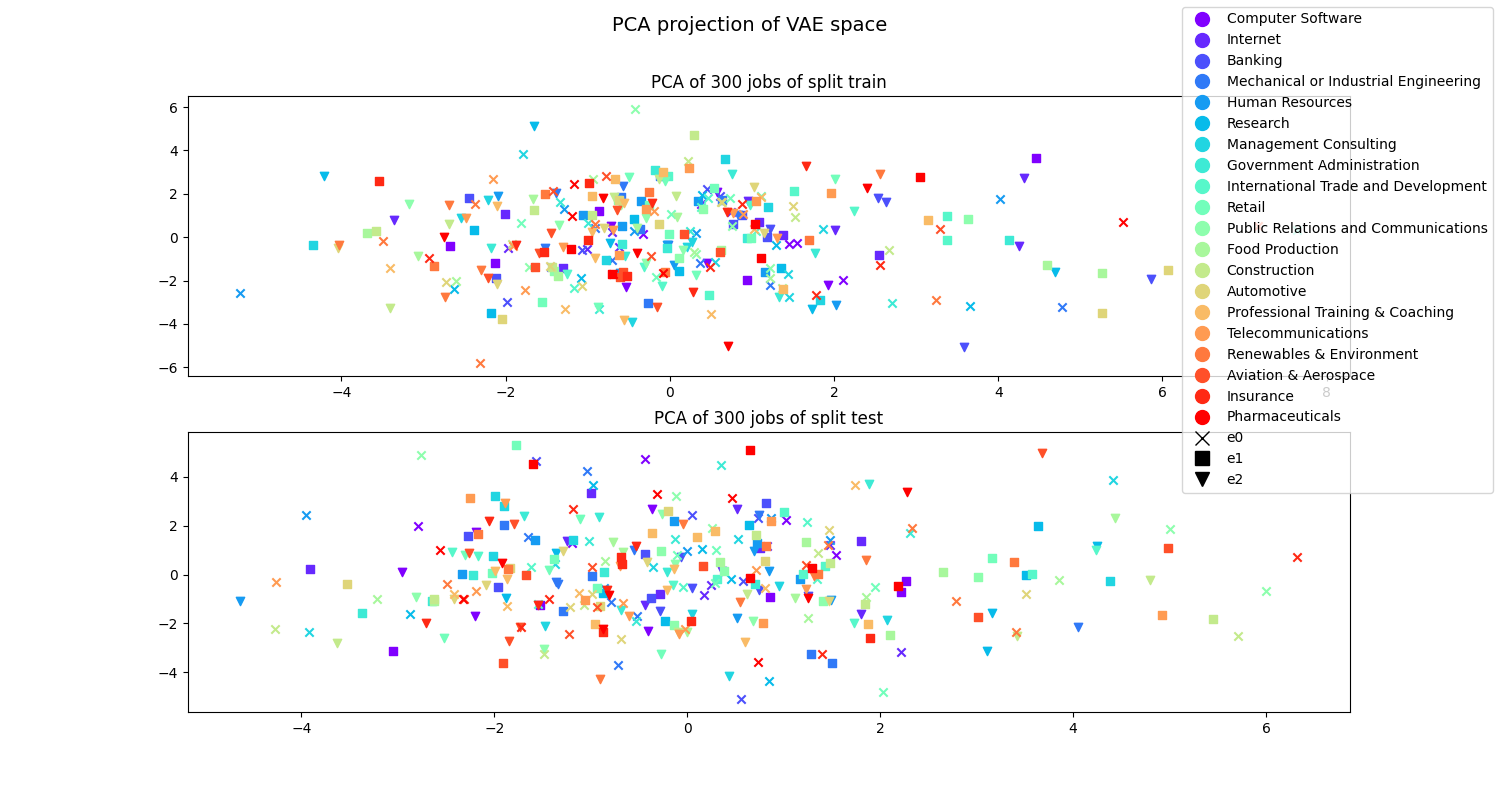 PCA projection of VAE space
PCA of 300 jobs of split train
6
4
2
0
−2
−4
−6
−4
−2
0
2
4
6
8
PCA of 300 jobs of split test
4
2
0
−2
−4
−4
−2
0
2
4
6
Computer Software
Internet
Banking
Mechanical or Industrial Engineering
Human Resources
Research
Management Consulting
Government Administration
International Trade and Development
Retail
Public Relations and Communications
Food Production
Construction
Automotive
Professional Training & Coaching
Telecommunications
Renewables & Environment
Aviation & Aerospace
Insurance
Pharmaceuticals
e0
e1
e2